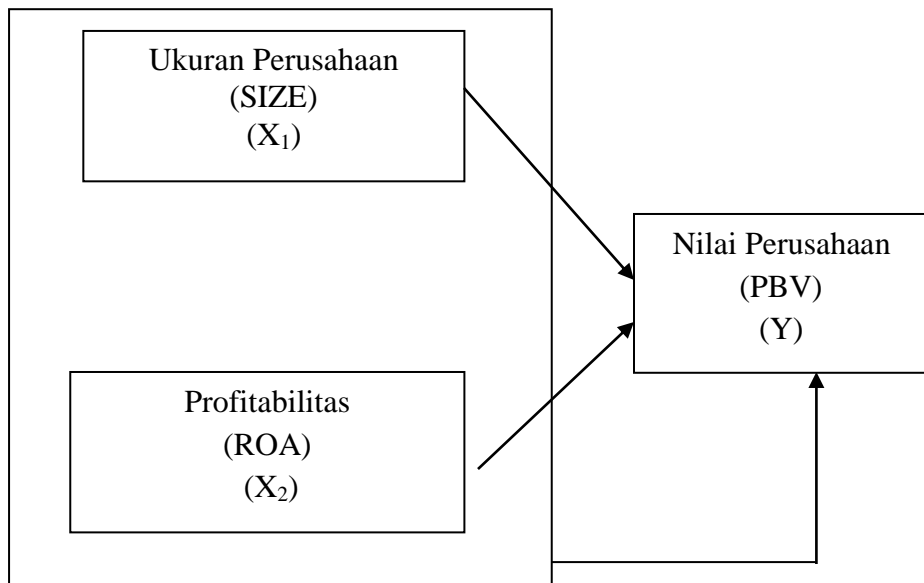 Ukuran Perusahaan
(SIZE)
(X₁)
Nilai Perusahaan
(PBV)
(Y)
Profitabilitas
(ROA)
(X₂)